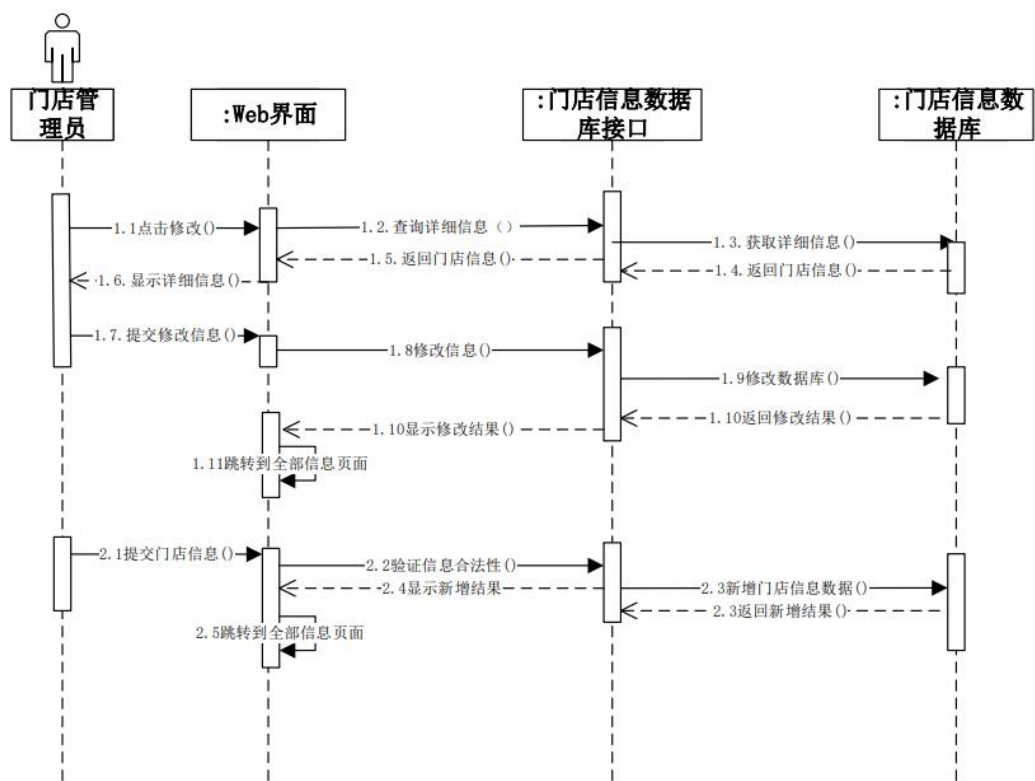 门店管
理员
:Web界面
:门店信息数据
库接口
:门店信息数
据库
1.1点击修改()
1.2.查询详细信息（）
1.3.获取详细信息()
1.4.返回门店信息()
1.5.返回门店信息()
1.6.显示详细信息()
1.7.提交修改信息()
1.8修改信息()
1.9修改数据库()
1.10返回修改结果()
1.10显示修改结果()
1.11跳转到全部信息页面
2.1提交门店信息()
2.2验证信息合法性()
2.4显示新增结果
2.3新增门店信息数据()
2.3返回新增结果()
2.5跳转到全部信息页面